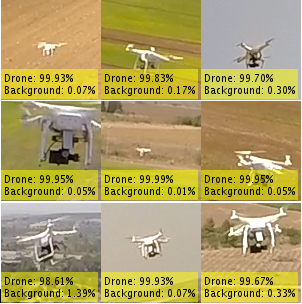 Drone: 99.93%
Background: 0.07%
Drone: 99.83%
Background: 0.17%
Drone: 99.70%
Background: 0.30%
Drone: 99.95%
Background: 0.05%
Drone: 99.99%
Background: 0.01%
Drone: 99.95%
Background: 0.05%
Drone: 98.61%
Background: 1.39%
Drone: 99.93%
Background: 0.07%
Drone: 99.67%
Background: 0.33%